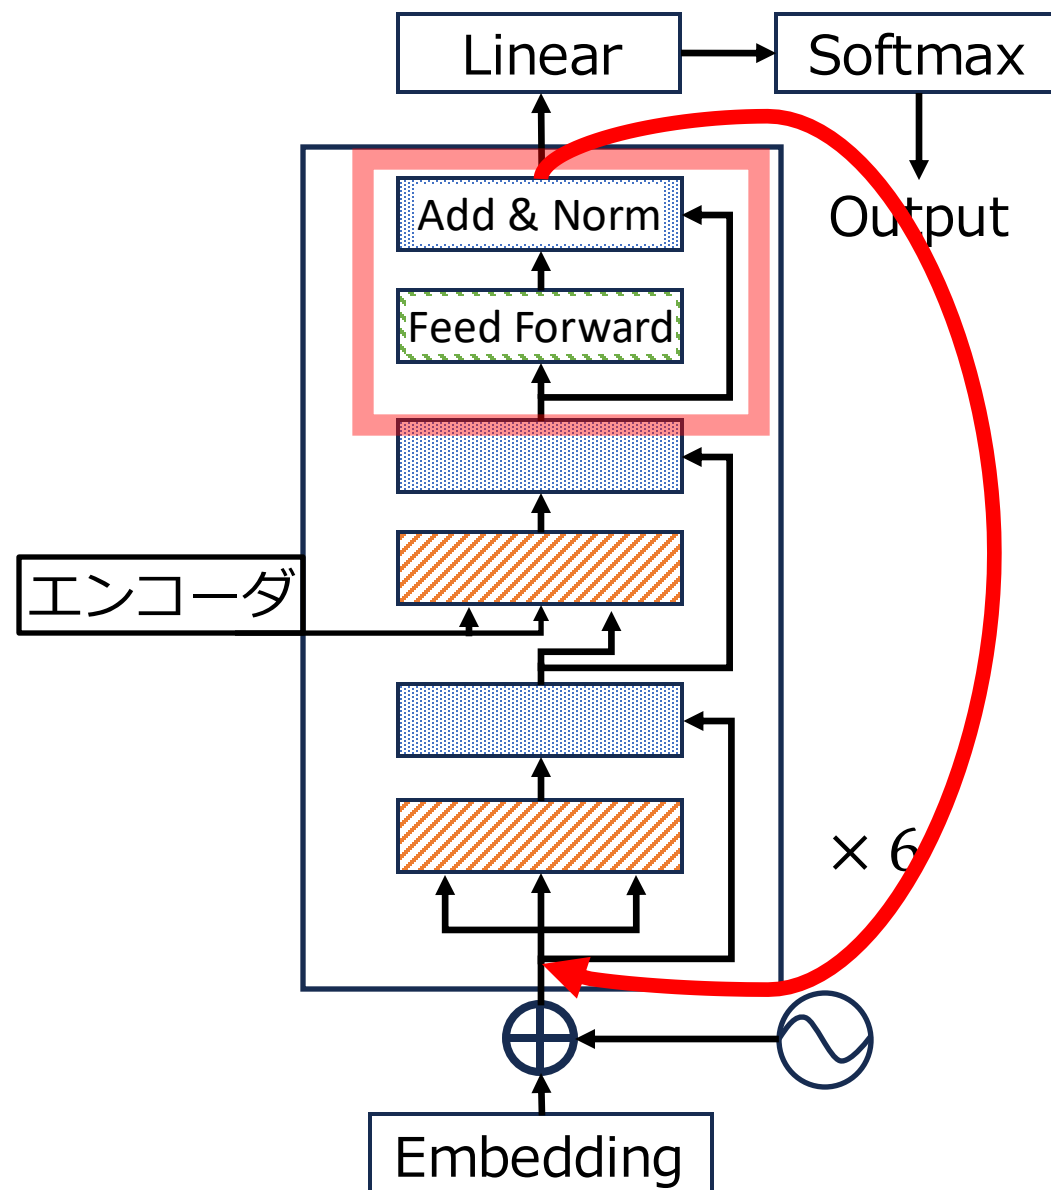 Linear
Softmax
Output
Add & Norm
Feed Forward
エンコーダ
× 6
Embedding